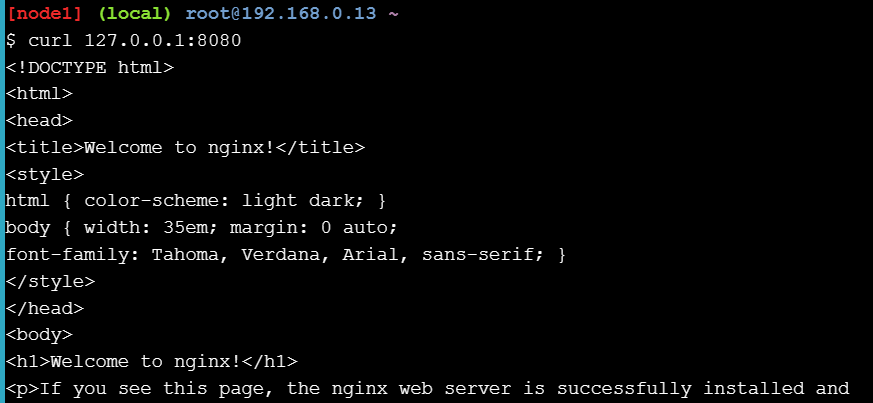 [node1] (local) root@192.168.0.13 ~
$ curl 127.0.0.1:8080
<!DOCTYPE html>
<html>
<head>
<title>Welcome to nginx!</title>
<style>
html { color-scheme: light dark; }
body { width: 35em; margin: 0 auto;
font-family: Tahoma, Verdana, Arial, sans-serif; }
</style>
</head>
<body>
<h1>Welcome to nginx!</h1>
<p>If you see this page, the nginx web server is successfully installed and